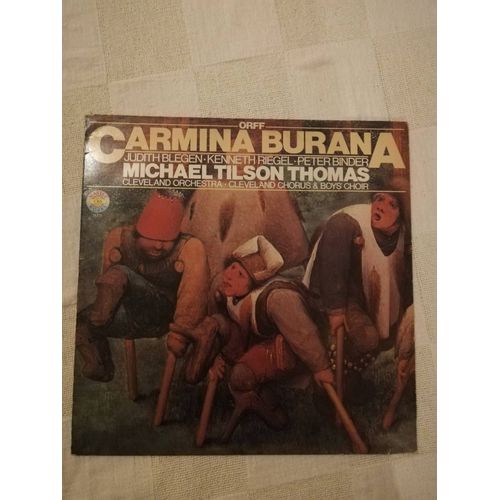 ORFF
CARMINA BURANA
JUDITH BLEGEN · KENNETH RIEGEL · PETER BINDER
MICHAEL TILSON THOMAS
CLEVELAND ORCHESTRA · CLEVELAND CHORUS & BOYS' CHOIR